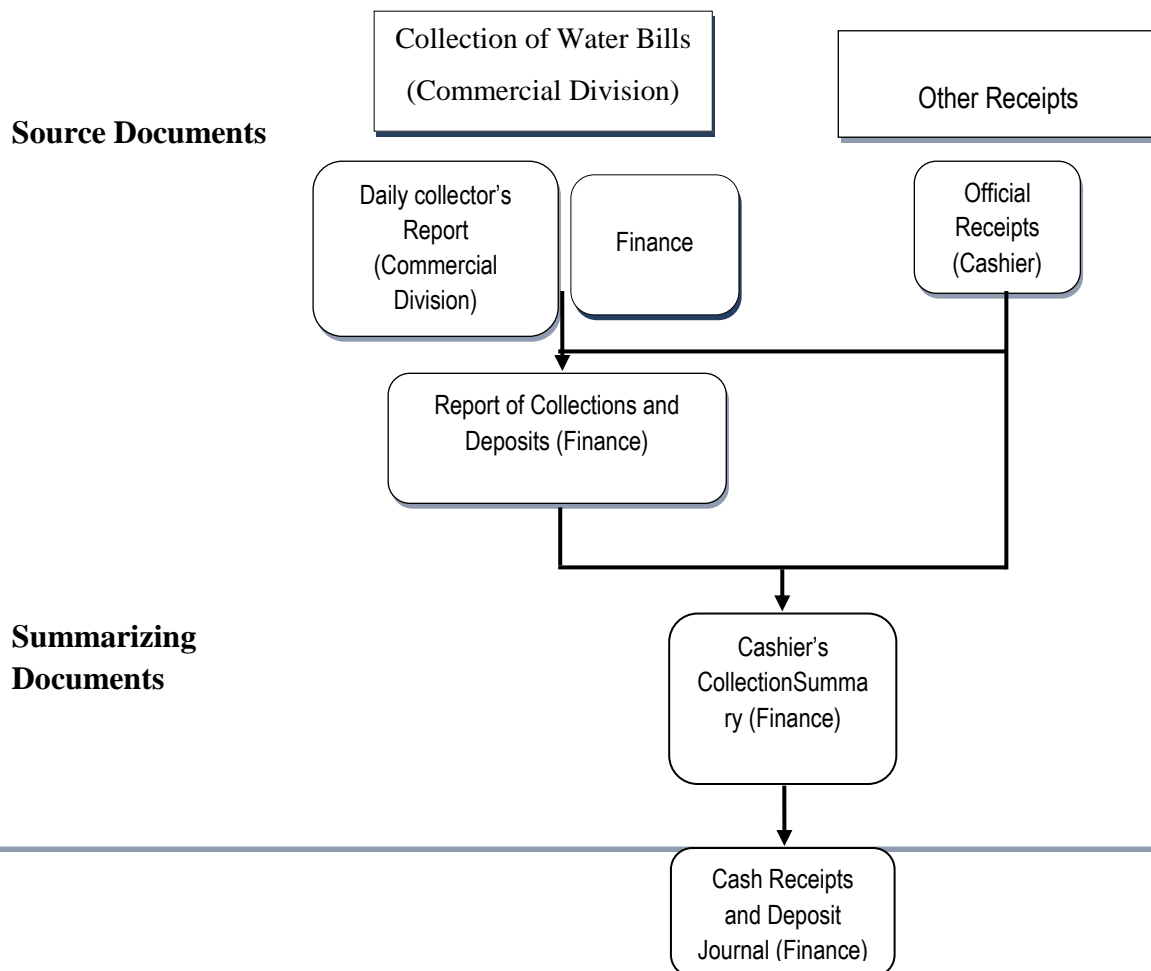 Collection of Water Bills
(Commercial Division)
Other Receipts
Source Documents
Daily collector’s
Report
(Commercial
Division)
Finance
Official
Receipts
(Cashier)
Report of Collections and
Deposits (Finance)
Summarizing
Documents
Cashier’s
CollectionSumma
ry (Finance)
Cash Receipts
and Deposit
Journal (Finance)